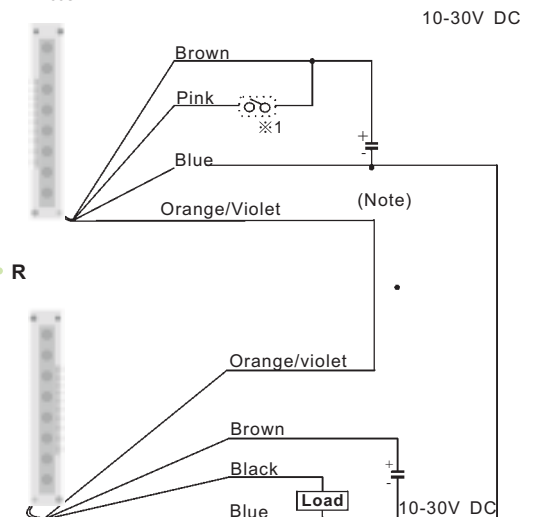 10-30V DC
Brown
Pink
※1
+
-
Blue
(Note)
Orange/Violet
R
Orange/violet
Brown
Black
+
-
Load
10-30V DC
Blue